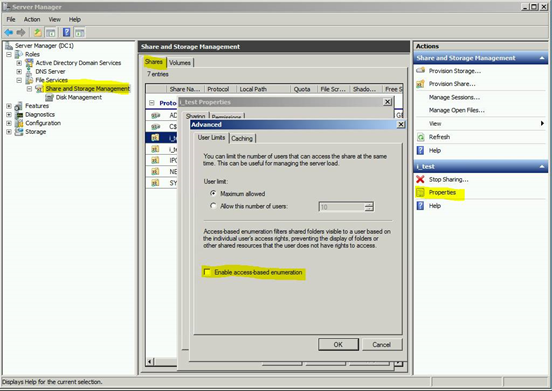 Server Manager
File Action View Help
Server Manager (DC1)
Roles
Active Directory Domain Services
DNS Server
File Services
Share and Storage Management
Disk Management
Features
Diagnostics
Configuration
Storage
Share and Storage Management
Shares Volumes
7 entries
Share Na... Protocol Local Path Quota File Scr... Shado... Free S
Protoc
AD
C$
i_te
i_te
IPC
NE
SY
i_test Properties
Sharing Permissions
Advanced
User Limits Caching
You can limit the number of users that can access the share at the same
time. This can be useful for managing the server load.
User limit:
Maximum allowed
Allow this number of users: 10
Access-based enumeration filters shared folders visible to a user based on
the individual user's access rights, preventing the display of folders or
other shared resources that the user does not have rights to access.
Enable access-based enumeration
OK Cancel
Actions
Share and Storage Management
Provision Storage...
Provision Share...
Manage Sessions...
Manage Open Files...
View
Refresh
Help
i_test
Stop Sharing...
Properties
Help
Displays Help for the current selection.